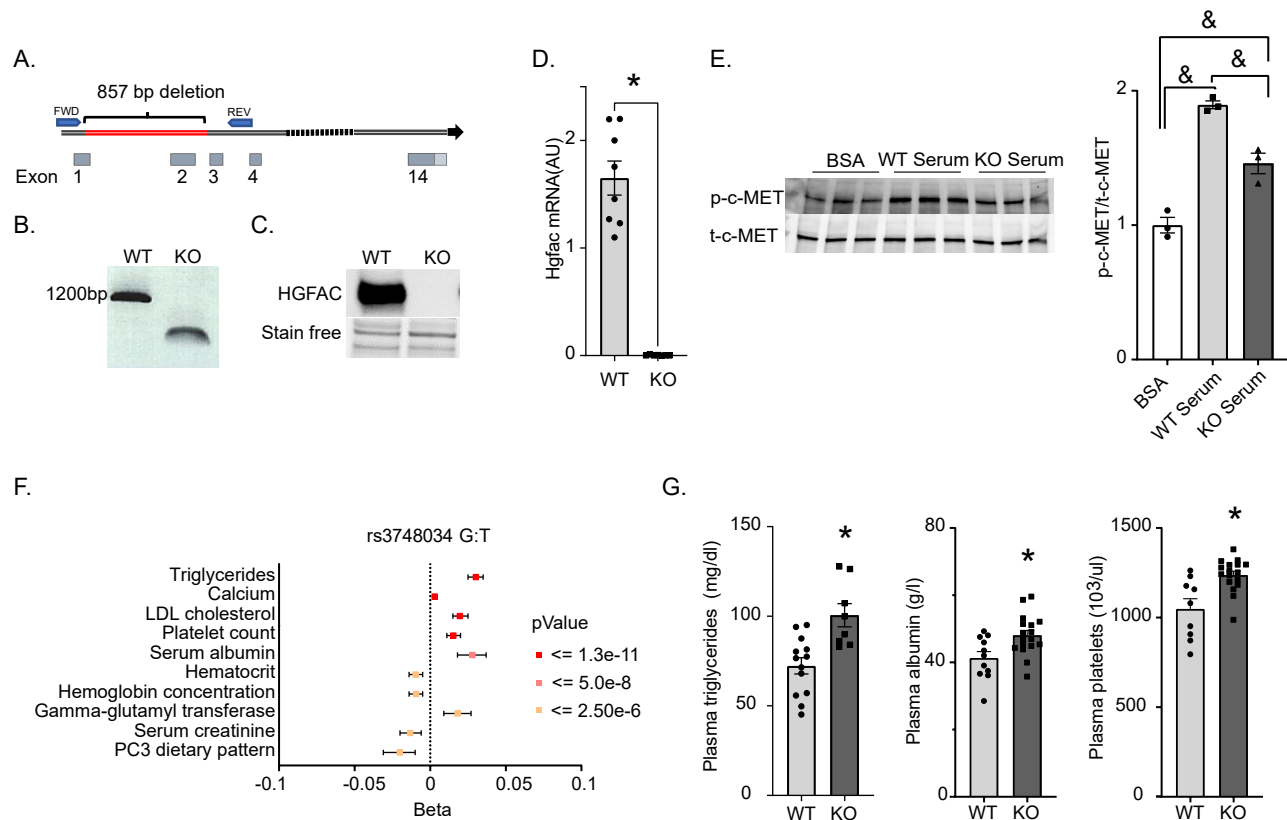 A.
857 bp deletion
FWD
REV
Exon 1 2 3 4 14
B.
WT KO
1200bp
C.
WT KO
HGFAC
Stain free
D.
*
Hgfac mRNA(AU)
2
1
0
WT KO
E.
BSA WT Serum KO Serum
p-c-MET
t-c-MET
&
& &
p-c-MET/t-c-MET
2
1
0
BSA
WT Serum
KO Serum
F.
rs3748034 G:T
Triglycerides
Calcium
LDL cholesterol
Platelet count
Serum albumin
Hematocrit
Hemoglobin concentration
Gamma-glutamyl transferase
Serum creatinine
PC3 dietary pattern
-0.1 -0.05 0 0.05 0.1
Beta
pValue
<= 1.3e-11
<= 5.0e-8
<= 2.50e-6
G.
Plasma triglycerides (mg/dl)
150
100
50
0
*
WT KO
Plasma albumin (g/l)
80
40
0
*
WT KO
Plasma platelets (10³/ul)
1500
1000
500
0
*
WT KO